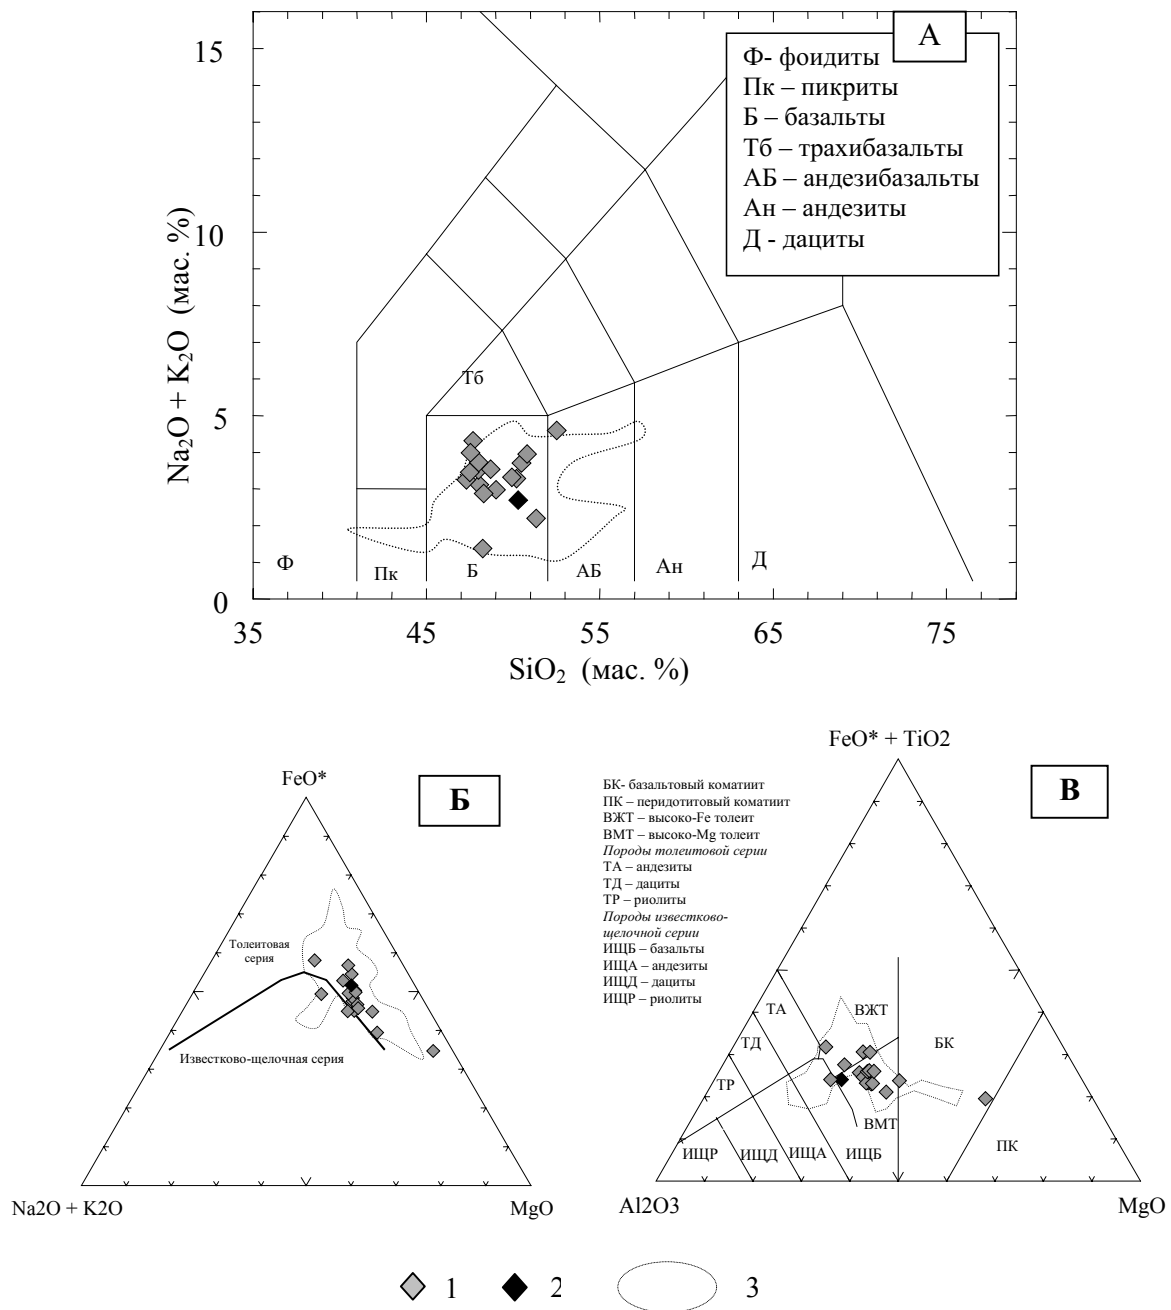 А
Ф- фоидиты
Пк – пикриты
Б – базальты
Тб – трахибазальты
АБ – андезибазальты
Ан – андезиты
Д - дациты
15
10
5
0
Na2O + K2O (мас. %)
Тб
Ф
Пк
Б
АБ
Ан
Д
35
45
55
65
75
SiO2 (мас. %)
FeO*
Б
Толеитовая
серия
Известково-щелочная серия
Na2O + K2O
MgO
FeO* + TiO2
В
БК- базальтовый коматиит
ПК – перидотитовый коматиит
ВЖТ – высоко-Fe толеит
ВМТ – высоко-Mg толеит
Породы толеитовой серии
ТА – андезиты
ТД – дациты
ТР – риолиты
Породы известково-
щелочной серии
ИЩБ – базальты
ИЩА – андезиты
ИЩД – дациты
ИЩР – риолиты
ТА
ВЖТ
ТД
БК
ТР
ВМТ
ИЩР
ИЩД
ИЩА
ИЩБ
ПК
Al2O3
MgO
1
2
3